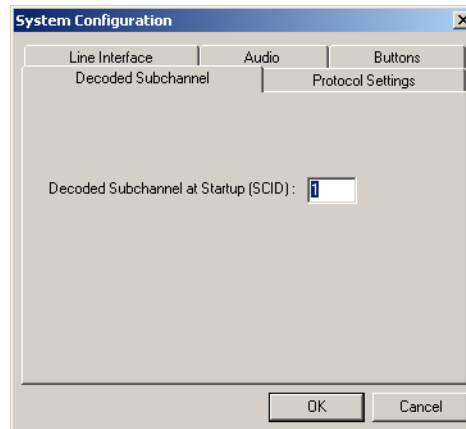 System Configuration
Line Interface Audio Buttons
Decoded Subchannel Protocol Settings
Decoded Subchannel at Startup (SCID) : 1
OK Cancel